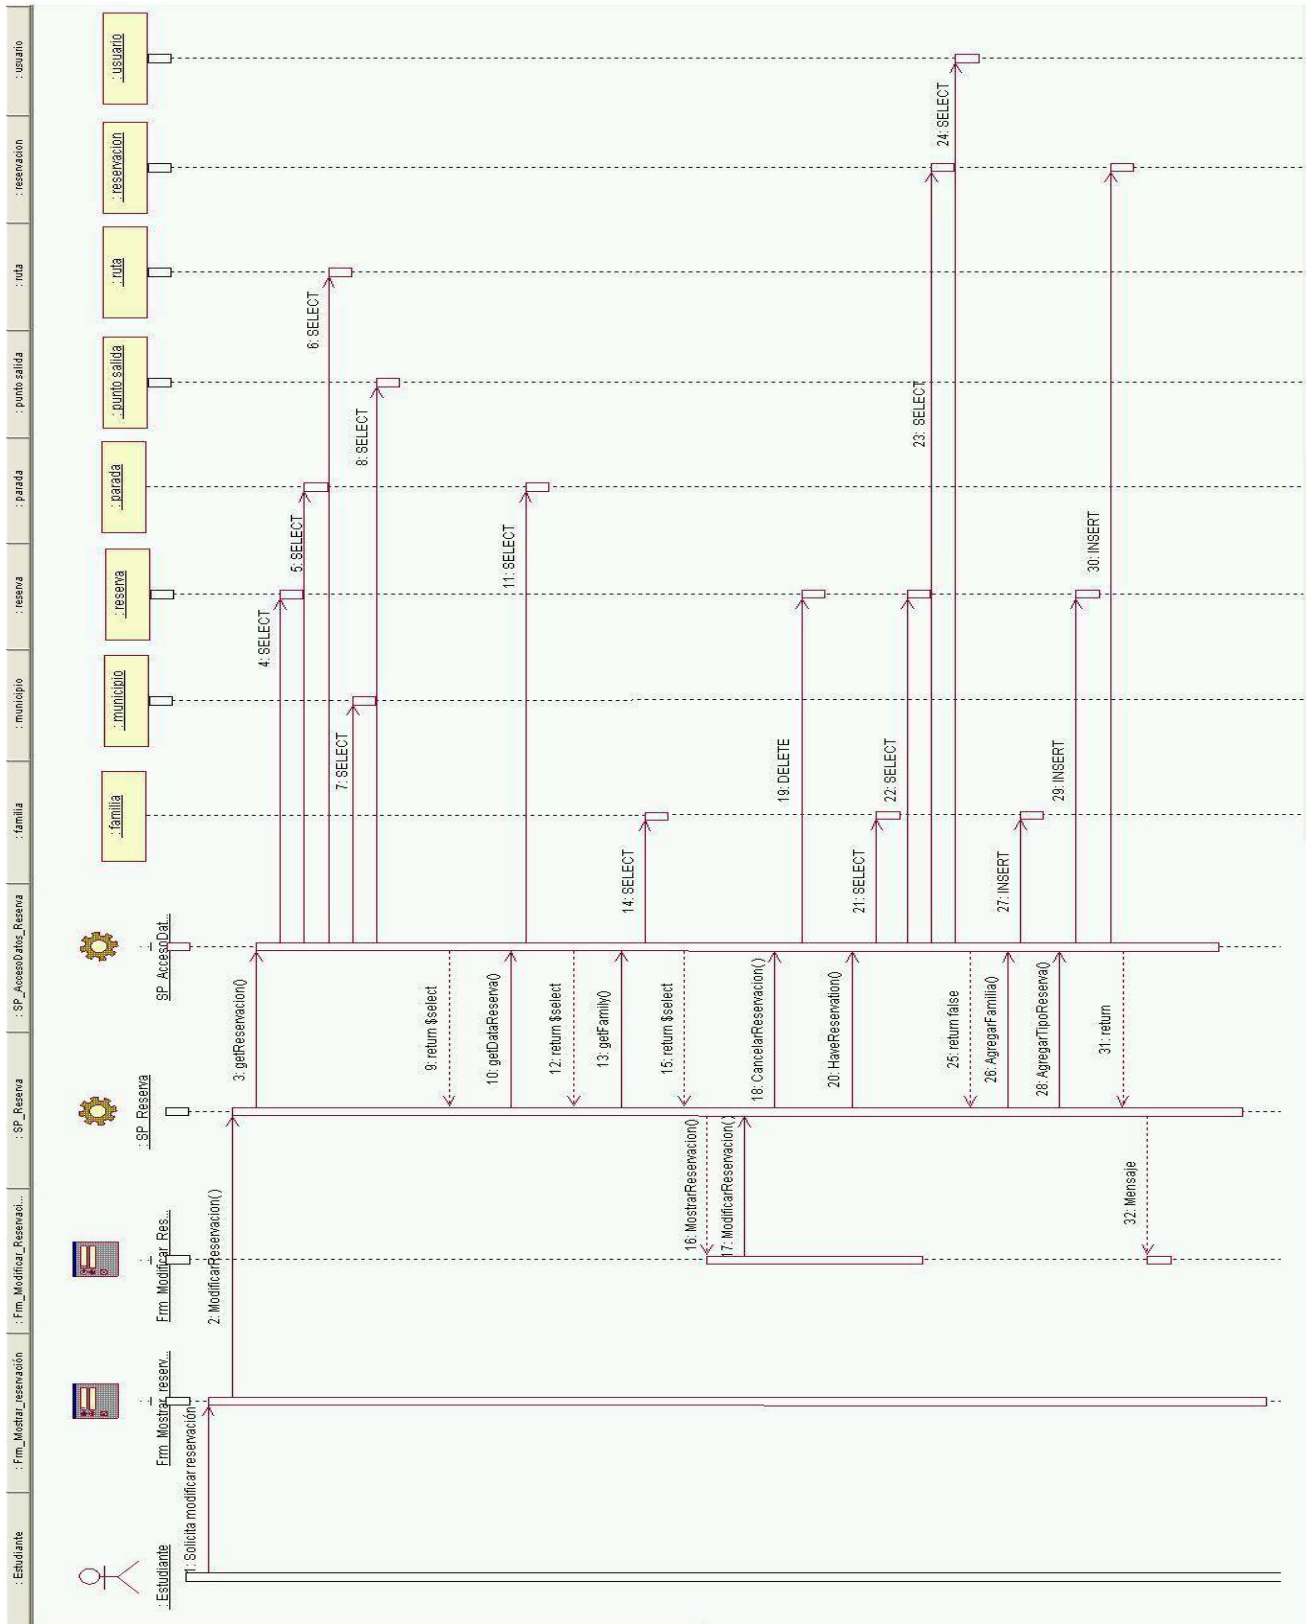 : Estudiante
: Frm_Mostrar_reservación
: Frm_Modificar_Reservaci...
: SP_Reserva
: SP_AccesoDatos_Reserva
: familia
: municipio
: reserva
: parada
: punto salida
: ruta
: reservacion
: usuario
: Estudiante
: Frm_Mostrar_reserv...
: Frm_Modificar_Res...
: SP_Reserva
: SP_AccesoDat...
: familia
: municipio
: reserva
: parada
: punto salida
: ruta
: reservacion
: usuario
1: Solicita modificar reservación
2: ModificarReservacion()
3: getReservacion()
4: SELECT
5: SELECT
6: SELECT
7: SELECT
8: SELECT
9: return $select
10: getDataReserva()
11: SELECT
12: return $select
13: getFamily()
14: SELECT
15: return $select
16: MostrarReservacion()
17: ModificarReservacion()
18: CancelarReservacion()
19: DELETE
20: HaveReservation()
21: SELECT
22: SELECT
23: SELECT
24: SELECT
25: return false
26: AgregarFamilia()
27: INSERT
28: AgregarTipoReserva()
29: INSERT
30: INSERT
31: return
32: Mensaje